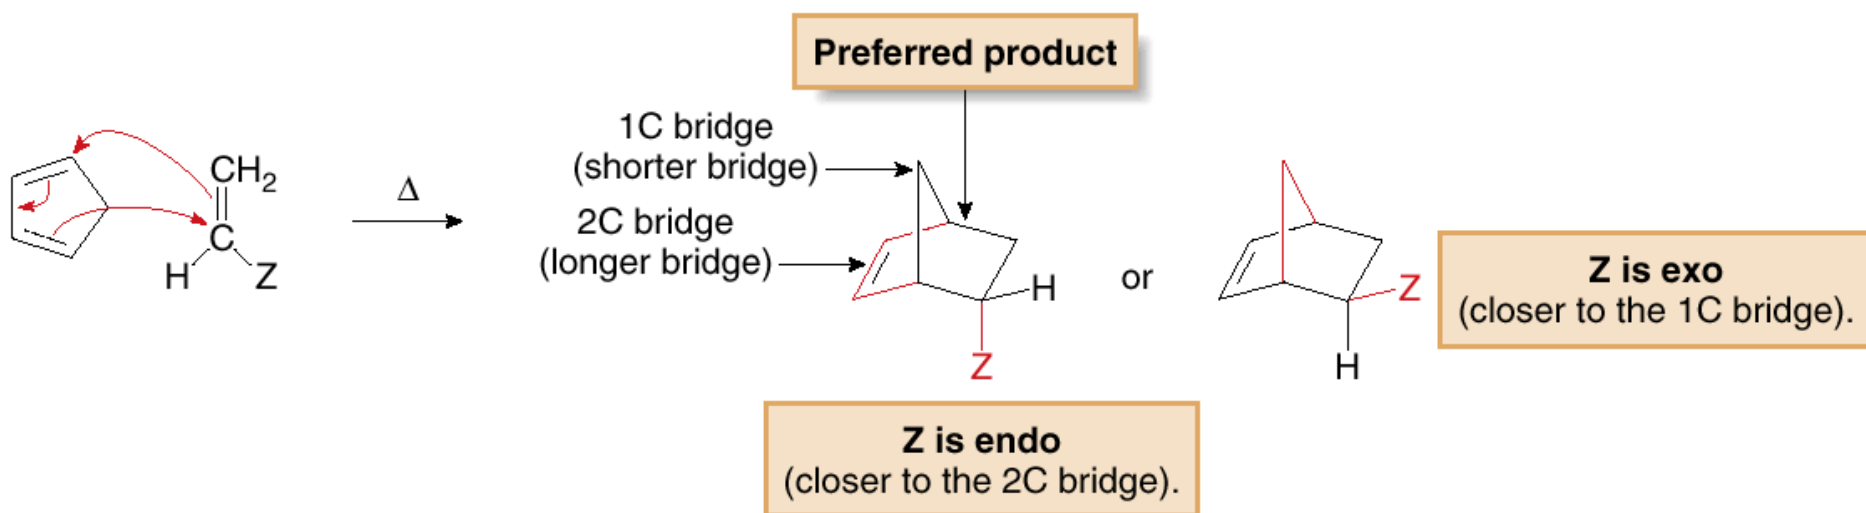 Preferred product
1C bridge
(shorter bridge)
2C bridge
(longer bridge)
CH₂
C
H
Z
Δ
H
Z
or
Z
H
Z is exo
(closer to the 1C bridge).
Z is endo
(closer to the 2C bridge).